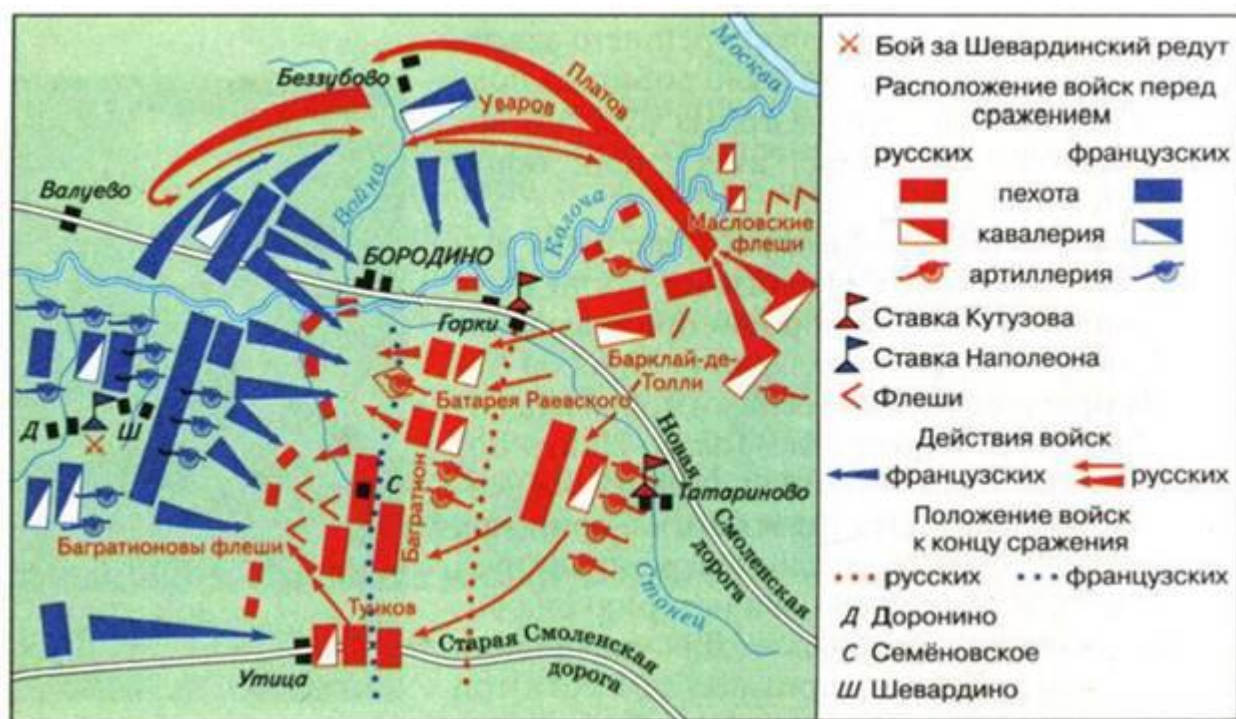 Москва
Беззубово
Платов
Уваров
Валуево
Война
Колоча
Масловские
флеши
БОРОДИНО
Горки
Барклай-де-
Толли
Батарея Раевского
Д
Ш
С
Багратион
Новая
Смоленская
дорога
Татариново
Багратионовы флеши
Стонец
Тучков
Старая Смоленская
дорога
Утица
Бой за Шевардинский редут
Расположение войск перед
сражением
русских французских
пехота
кавалерия
артиллерия
Ставка Кутузова
Ставка Наполеона
Флеши
Действия войск
французских русских
Положение войск
к концу сражения
русских французских
Д Доронино
С Семёновское
Ш Шевардино